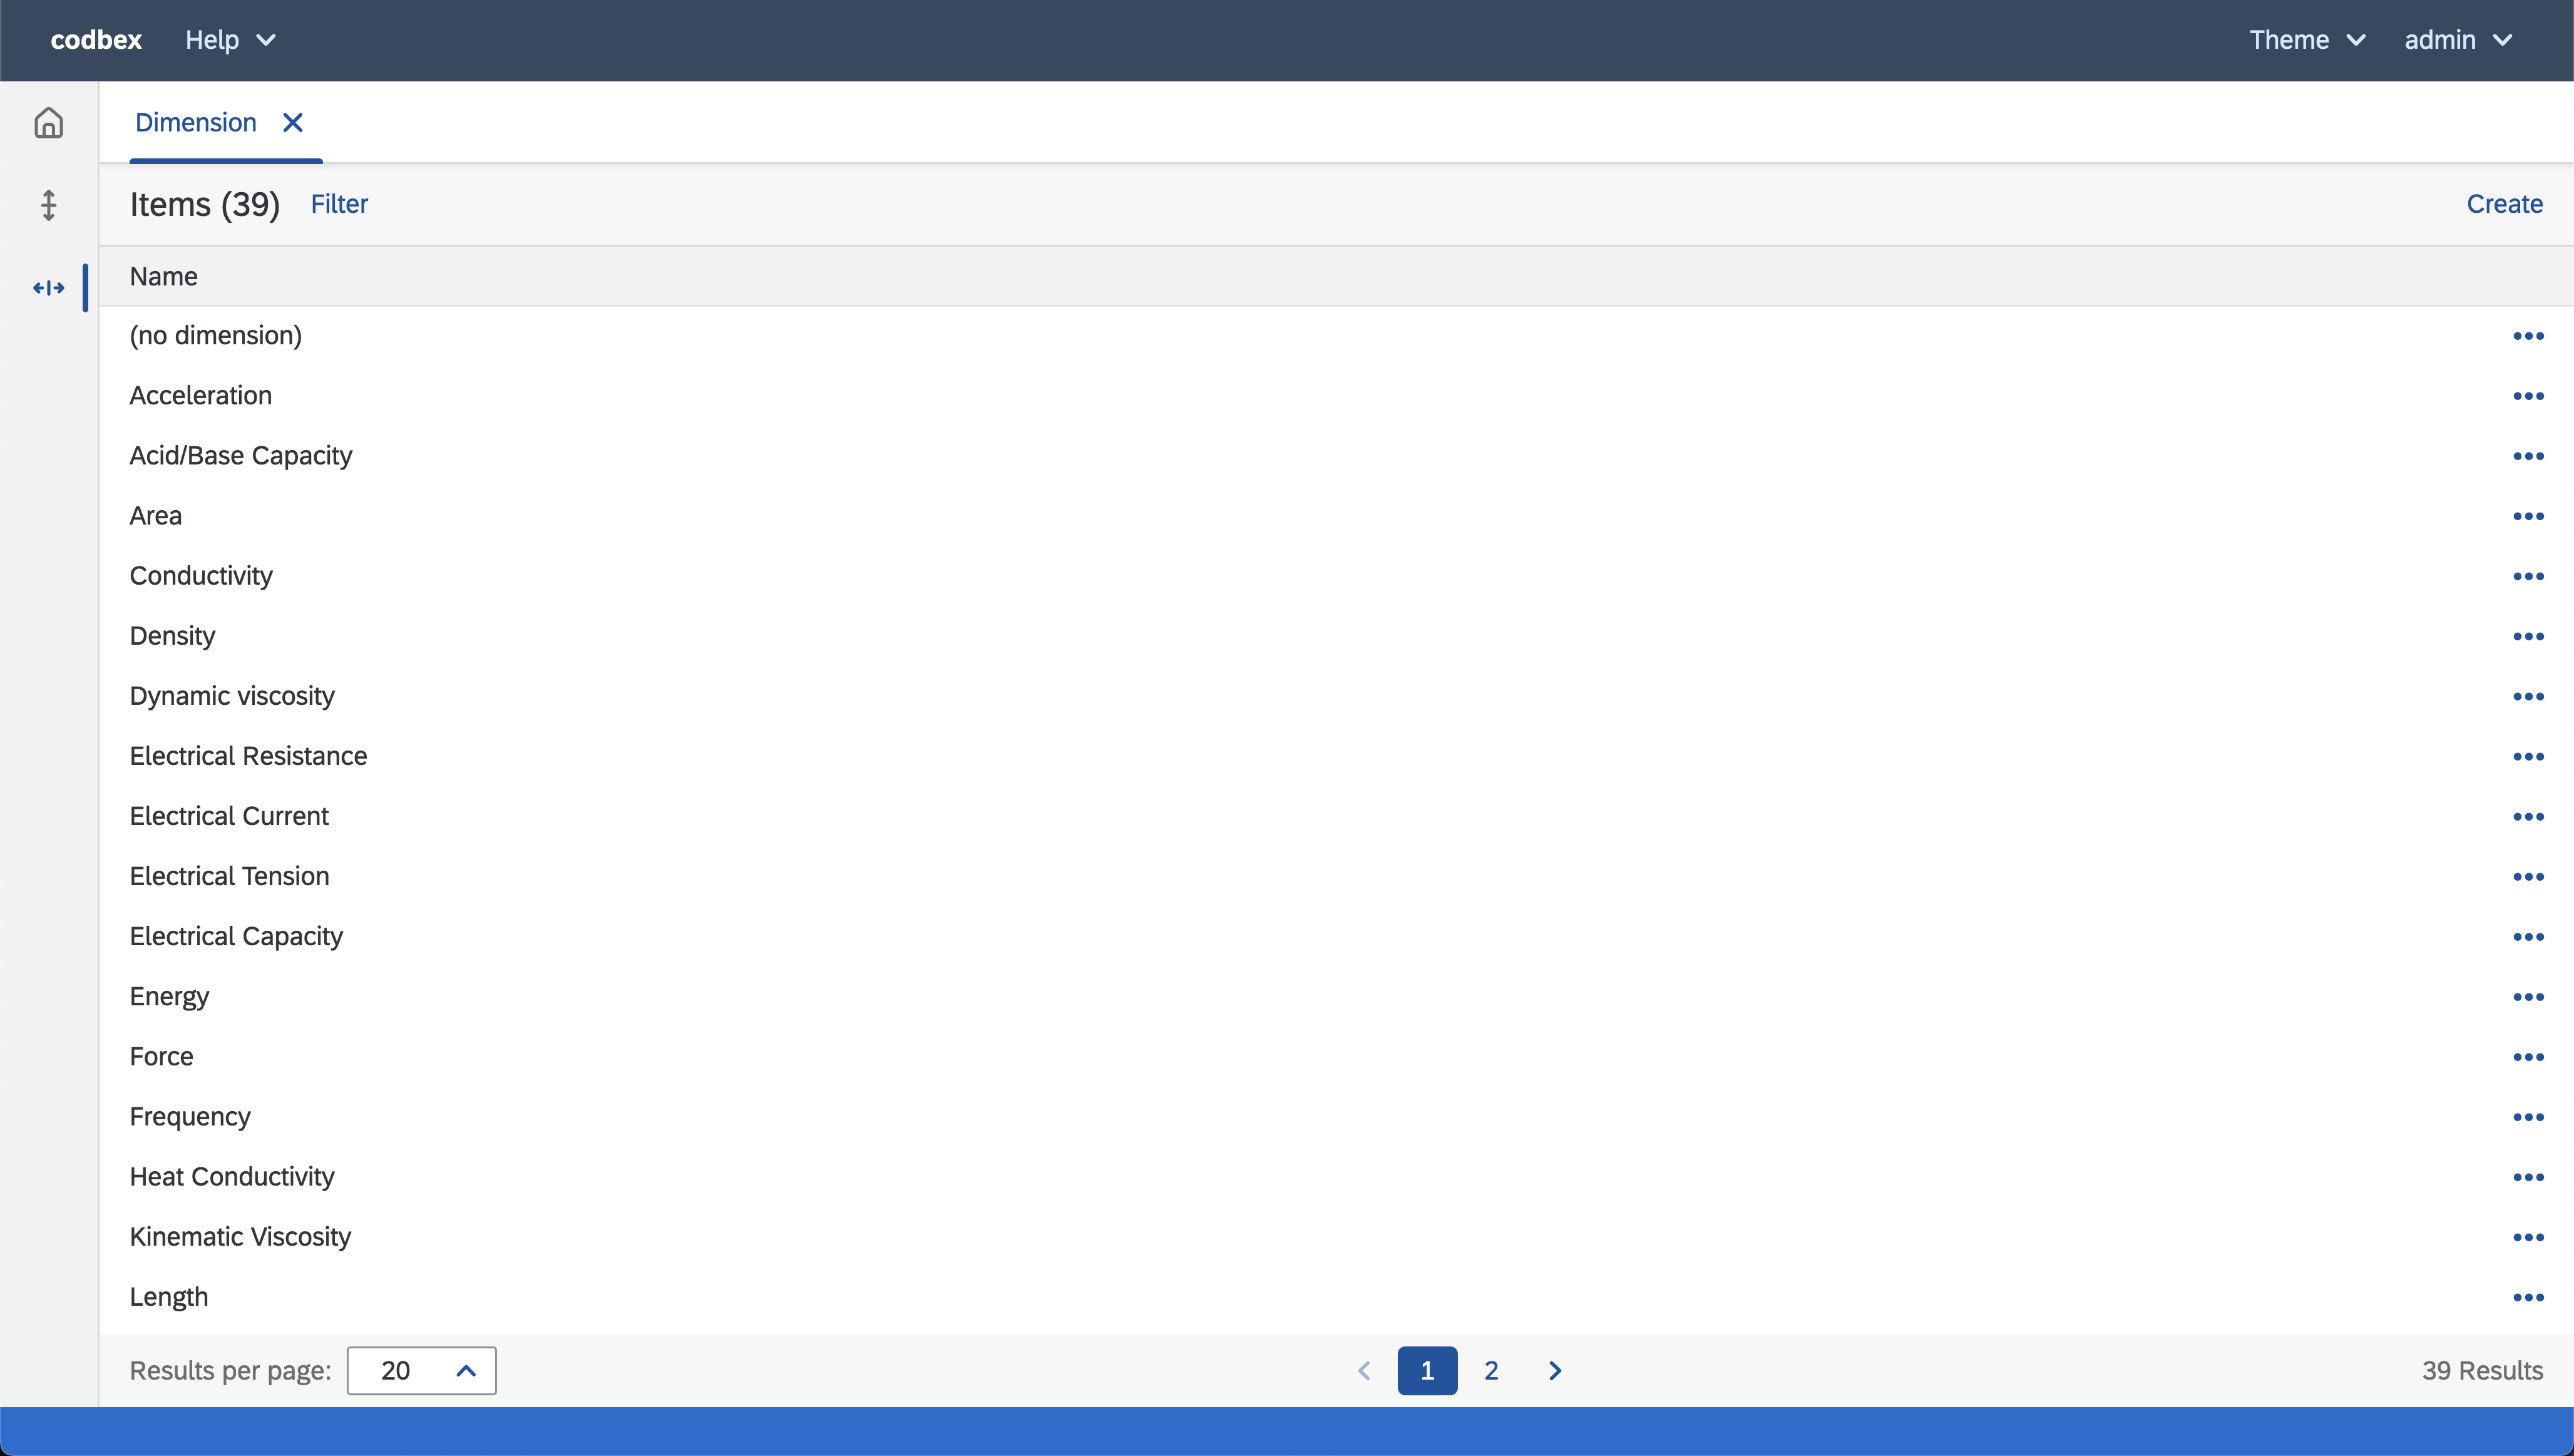 codbex Help Theme admin
Dimension
Items (39) Filter Create
Name
(no dimension)
Acceleration
Acid/Base Capacity
Area
Conductivity
Density
Dynamic viscosity
Electrical Resistance
Electrical Current
Electrical Tension
Electrical Capacity
Energy
Force
Frequency
Heat Conductivity
Kinematic Viscosity
Length
Results per page: 20 1 2 39 Results